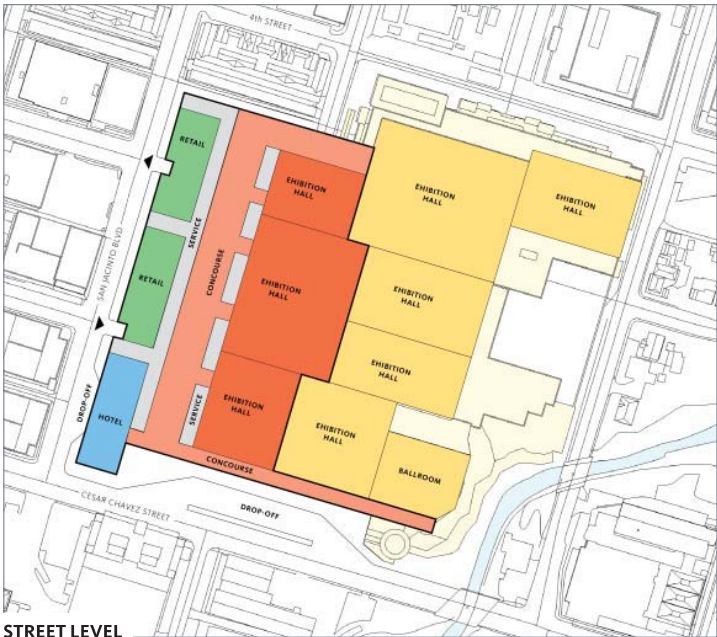 4th STREET
RETAIL
EHIBITION
HALL
EHIBITION
HALL
EHIBITION
HALL
SERVICE
SAN JACINTO BLVD
CONCOURSE
RETAIL
EHIBITION
HALL
EHIBITION
HALL
EHIBITION
HALL
DROP-OFF
HOTEL
SERVICE
EHIBITION
HALL
EHIBITION
HALL
CONCOURSE
BALLROOM
CESAR CHAVEZ STREET
DROP-OFF
STREET LEVEL